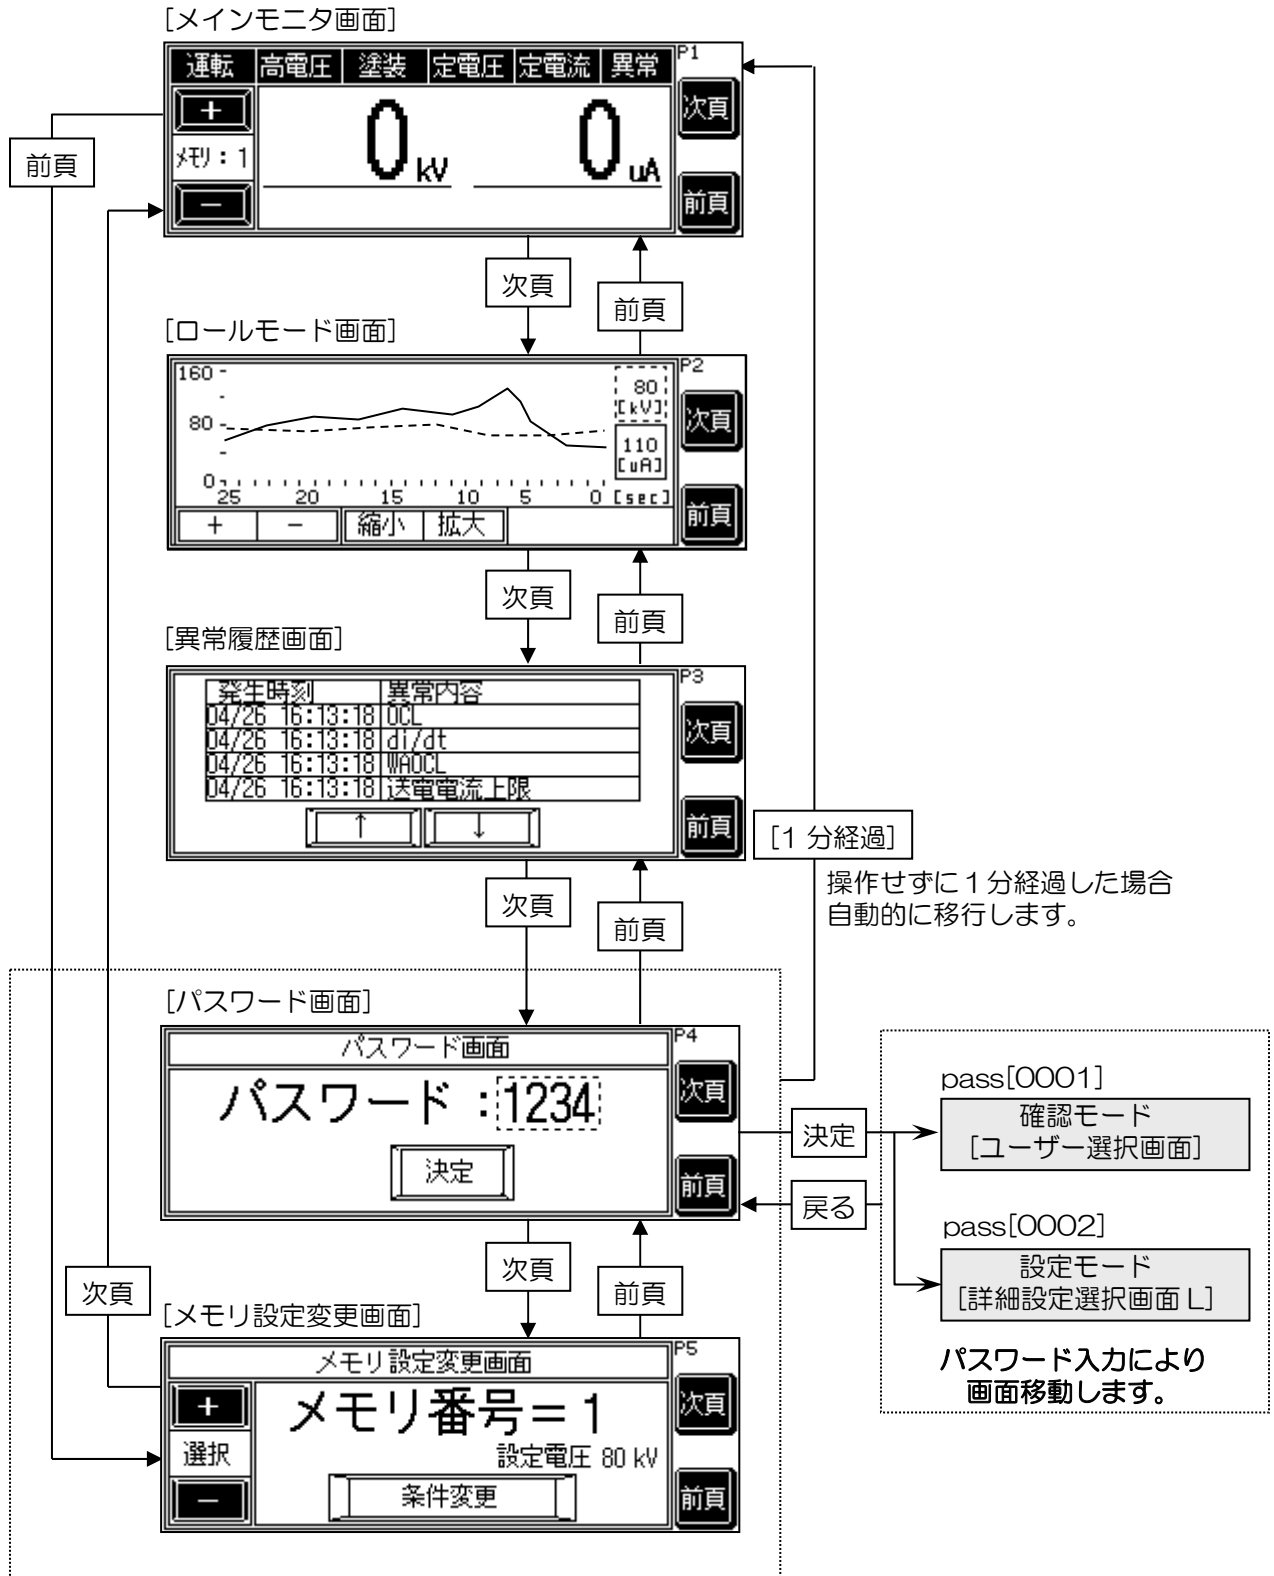 [メインモニタ画面]
運転 高電圧 塗装 定電圧 定電流 異常 P1
+
メモリ：1
－
0 kV 0 uA
次頁
前頁
前頁
次頁
前頁
[ロールモード画面]
P2
160
80
0
25 20 15 10 5 0 [sec]
80
[kV]
110
[uA]
+ － 縮小 拡大
次頁
前頁
次頁
前頁
[異常履歴画面]
P3
発生時刻 異常内容
04/26 16:13:18 OCL
04/26 16:13:18 di/dt
04/26 16:13:18 WAOCL
04/26 16:13:18 送電電流上限
↑ ↓
次頁
前頁
[1 分経過]
操作せずに１分経過した場合
自動的に移行します。
次頁
前頁
[パスワード画面]
P4
パスワード画面
パスワード：1234
決定
次頁
前頁
決定
戻る
pass[0001]
確認モード
[ユーザー選択画面]
pass[0002]
設定モード
[詳細設定選択画面 L]
パスワード入力により
画面移動します。
次頁
前頁
次頁
[メモリ設定変更画面]
P5
メモリ設定変更画面
+
選択
－
メモリ番号＝1
設定電圧 80 kV
条件変更
次頁
前頁